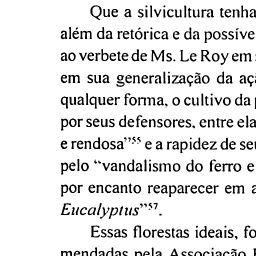 Que a silvicultura tenha
além da retórica e da possíve
ao verbete de Ms. Le Roy em
em sua generalização da aç
qualquer forma, o cultivo da
por seus defensores, entre ela
e rendosa”⁵⁵ e a rapidez de se
pelo “vandalismo do ferro e
por encanto reaparecer em a
Eucalyptus”⁵⁷.
Essas florestas ideais, fo
mendadas pela Associação